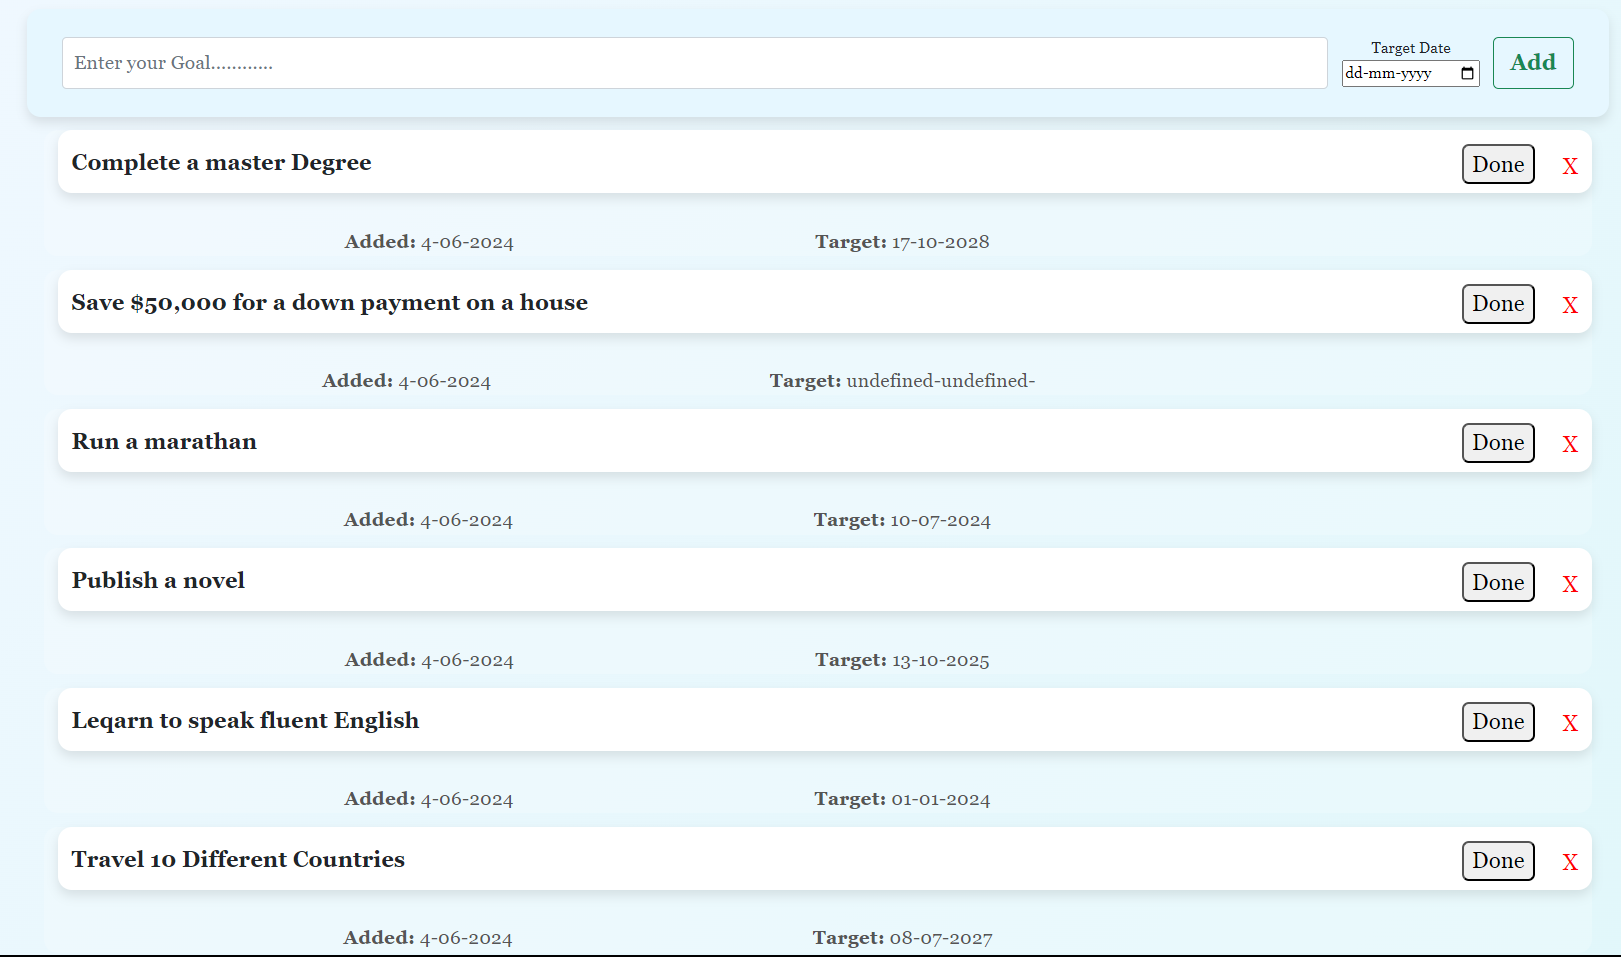 Enter your Goal............
Target Date
dd-mm-yyyy
Add
Complete a master Degree
Done
X
Added: 4-06-2024 Target: 17-10-2028
Save $50,000 for a down payment on a house
Done
X
Added: 4-06-2024 Target: undefined-undefined-
Run a marathan
Done
X
Added: 4-06-2024 Target: 10-07-2024
Publish a novel
Done
X
Added: 4-06-2024 Target: 13-10-2025
Leqarn to speak fluent English
Done
X
Added: 4-06-2024 Target: 01-01-2024
Travel 10 Different Countries
Done
X
Added: 4-06-2024 Target: 08-07-2027